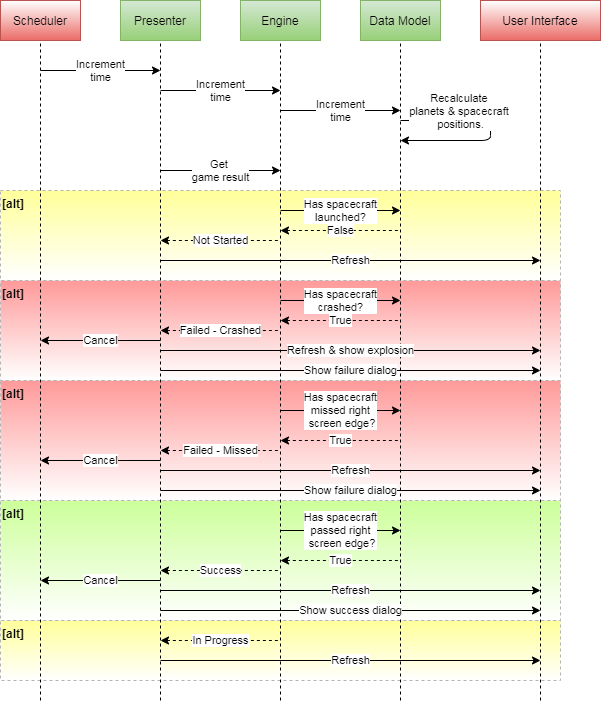 Scheduler
Presenter
Engine
Data Model
User Interface
Increment
time
Increment
time
Increment
time
Recalculate
planets & spacecraft
positions.
Get
game result
[alt]
Has spacecraft
launched?
False
Not Started
Refresh
[alt]
Has spacecraft
crashed?
True
Failed - Crashed
Cancel
Refresh & show explosion
Show failure dialog
[alt]
Has spacecraft
missed right
screen edge?
True
Failed - Missed
Cancel
Refresh
Show failure dialog
[alt]
Has spacecraft
passed right
screen edge?
True
Success
Cancel
Refresh
Show success dialog
[alt]
In Progress
Refresh